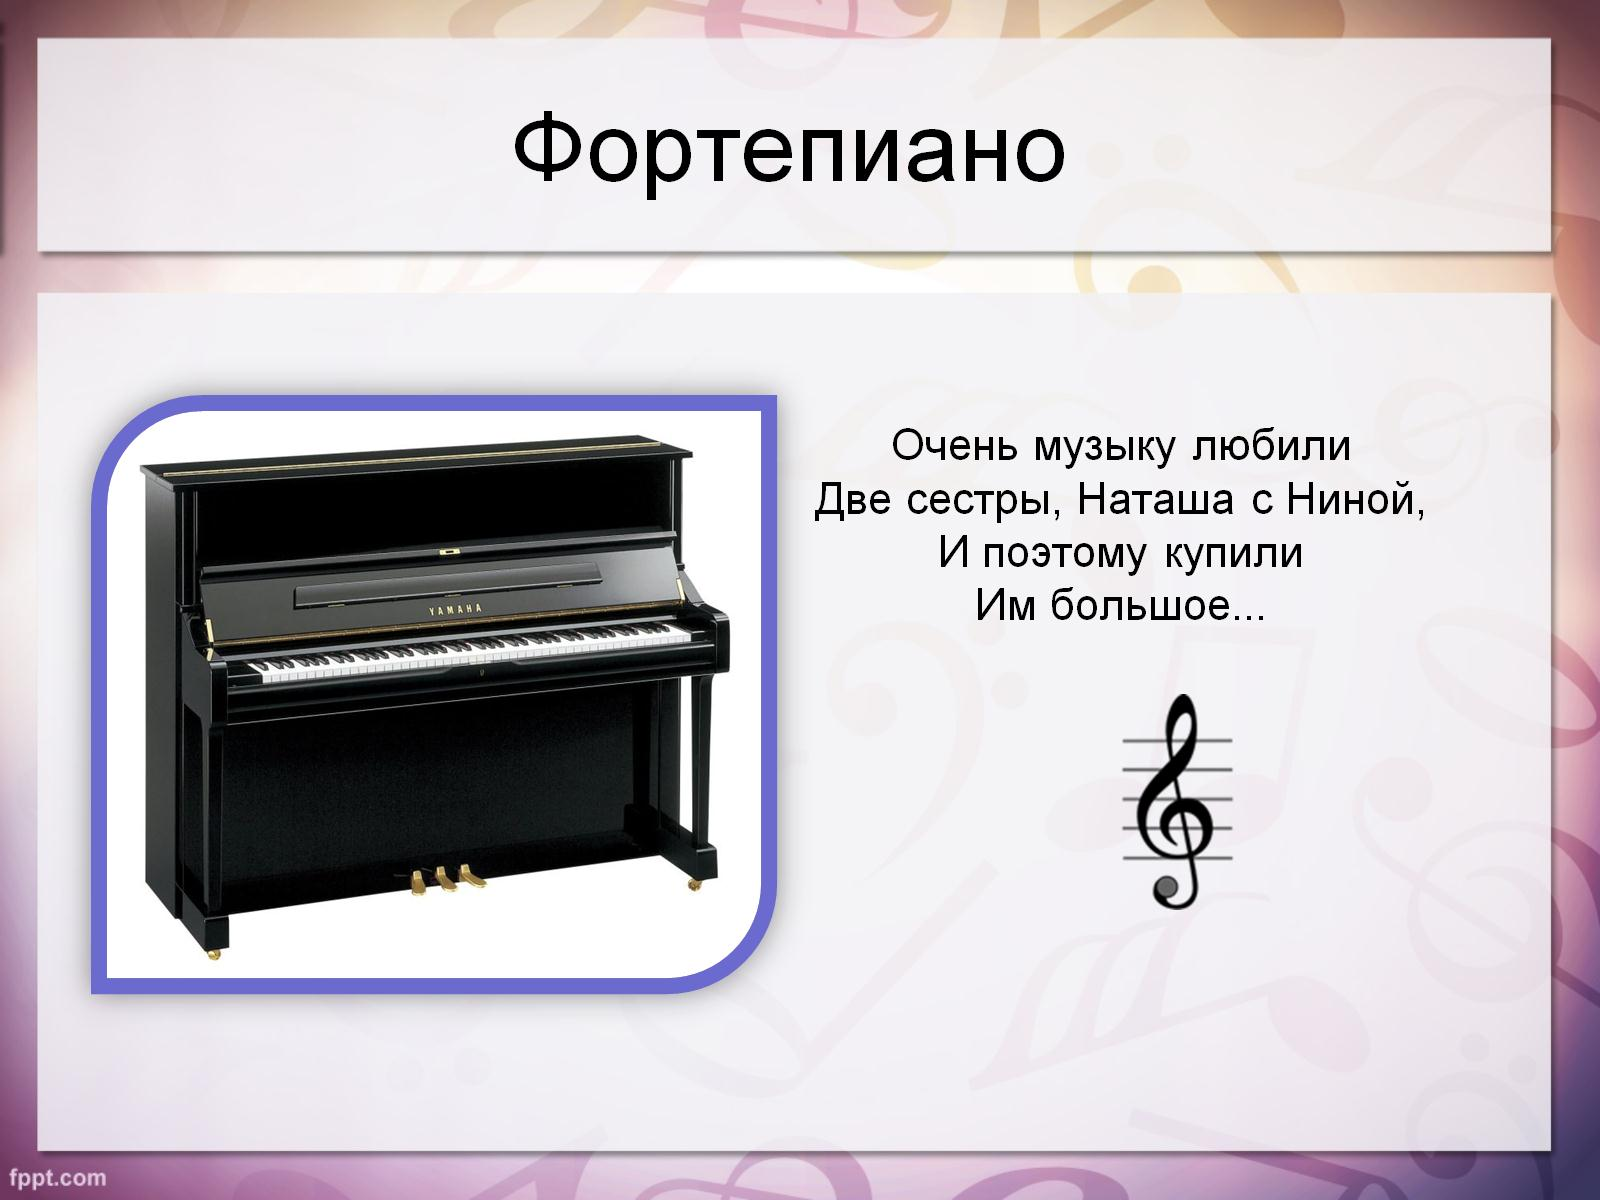 Фортепиано
YAMAHA
Очень музыку любили
Две сестры, Наташа с Ниной,
И поэтому купили
Им большое...
fppt.com